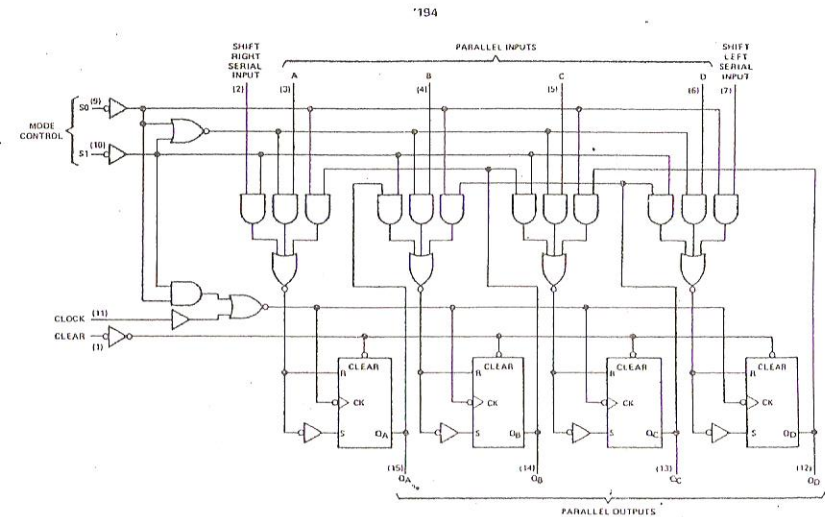 '194
SHIFT
RIGHT
SERIAL
INPUT
PARALLEL INPUTS
SHIFT
LEFT
SERIAL
INPUT
A
B
C
D
(2)
(3)
(4)
(5)
(6)
(7)
MODE
CONTROL
S0
(9)
S1
(10)
CLOCK
(11)
CLEAR
(1)
CLEAR
CLEAR
CLEAR
CLEAR
R
R
R
R
CK
CK
CK
CK
S
QA
S
QB
S
QC
S
QD
(15)
(14)
(13)
(12)
QA
QB
QC
QD
PARALLEL OUTPUTS